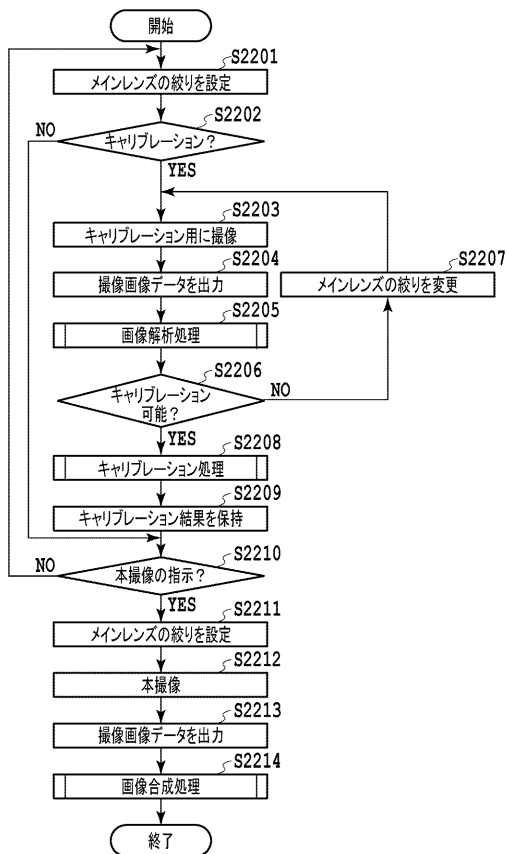 開始
S2201
メインレンズの絞りを設定
S2202
キャリブレーション？
NO
YES
S2203
キャリブレーション用に撮像
S2204
撮像画像データを出力
S2207
メインレンズの絞りを変更
S2205
画像解析処理
S2206
キャリブレーション
可能？
NO
YES
S2208
キャリブレーション処理
S2209
キャリブレーション結果を保持
S2210
本撮像の指示？
NO
YES
S2211
メインレンズの絞りを設定
S2212
本撮像
S2213
撮像画像データを出力
S2214
画像合成処理
終了